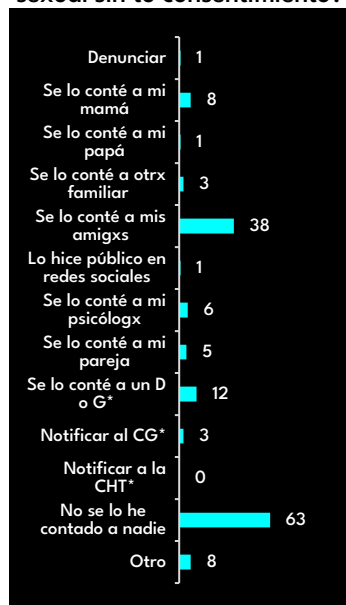 sexual sin tu consentimiento?
Denunciar 1
Se lo conté a mi
mamá 8
Se lo conté a mi
papá 1
Se lo conté a otrx
familiar 3
Se lo conté a mis
amigxs 38
Lo hice público en
redes sociales 1
Se lo conté a mi
psicólogx 6
Se lo conté a mi
pareja 5
Se lo conté a un D
o G* 12
Notificar al CG* 3
Notificar a la
CHT* 0
No se lo he
contado a nadie 63
Otro 8